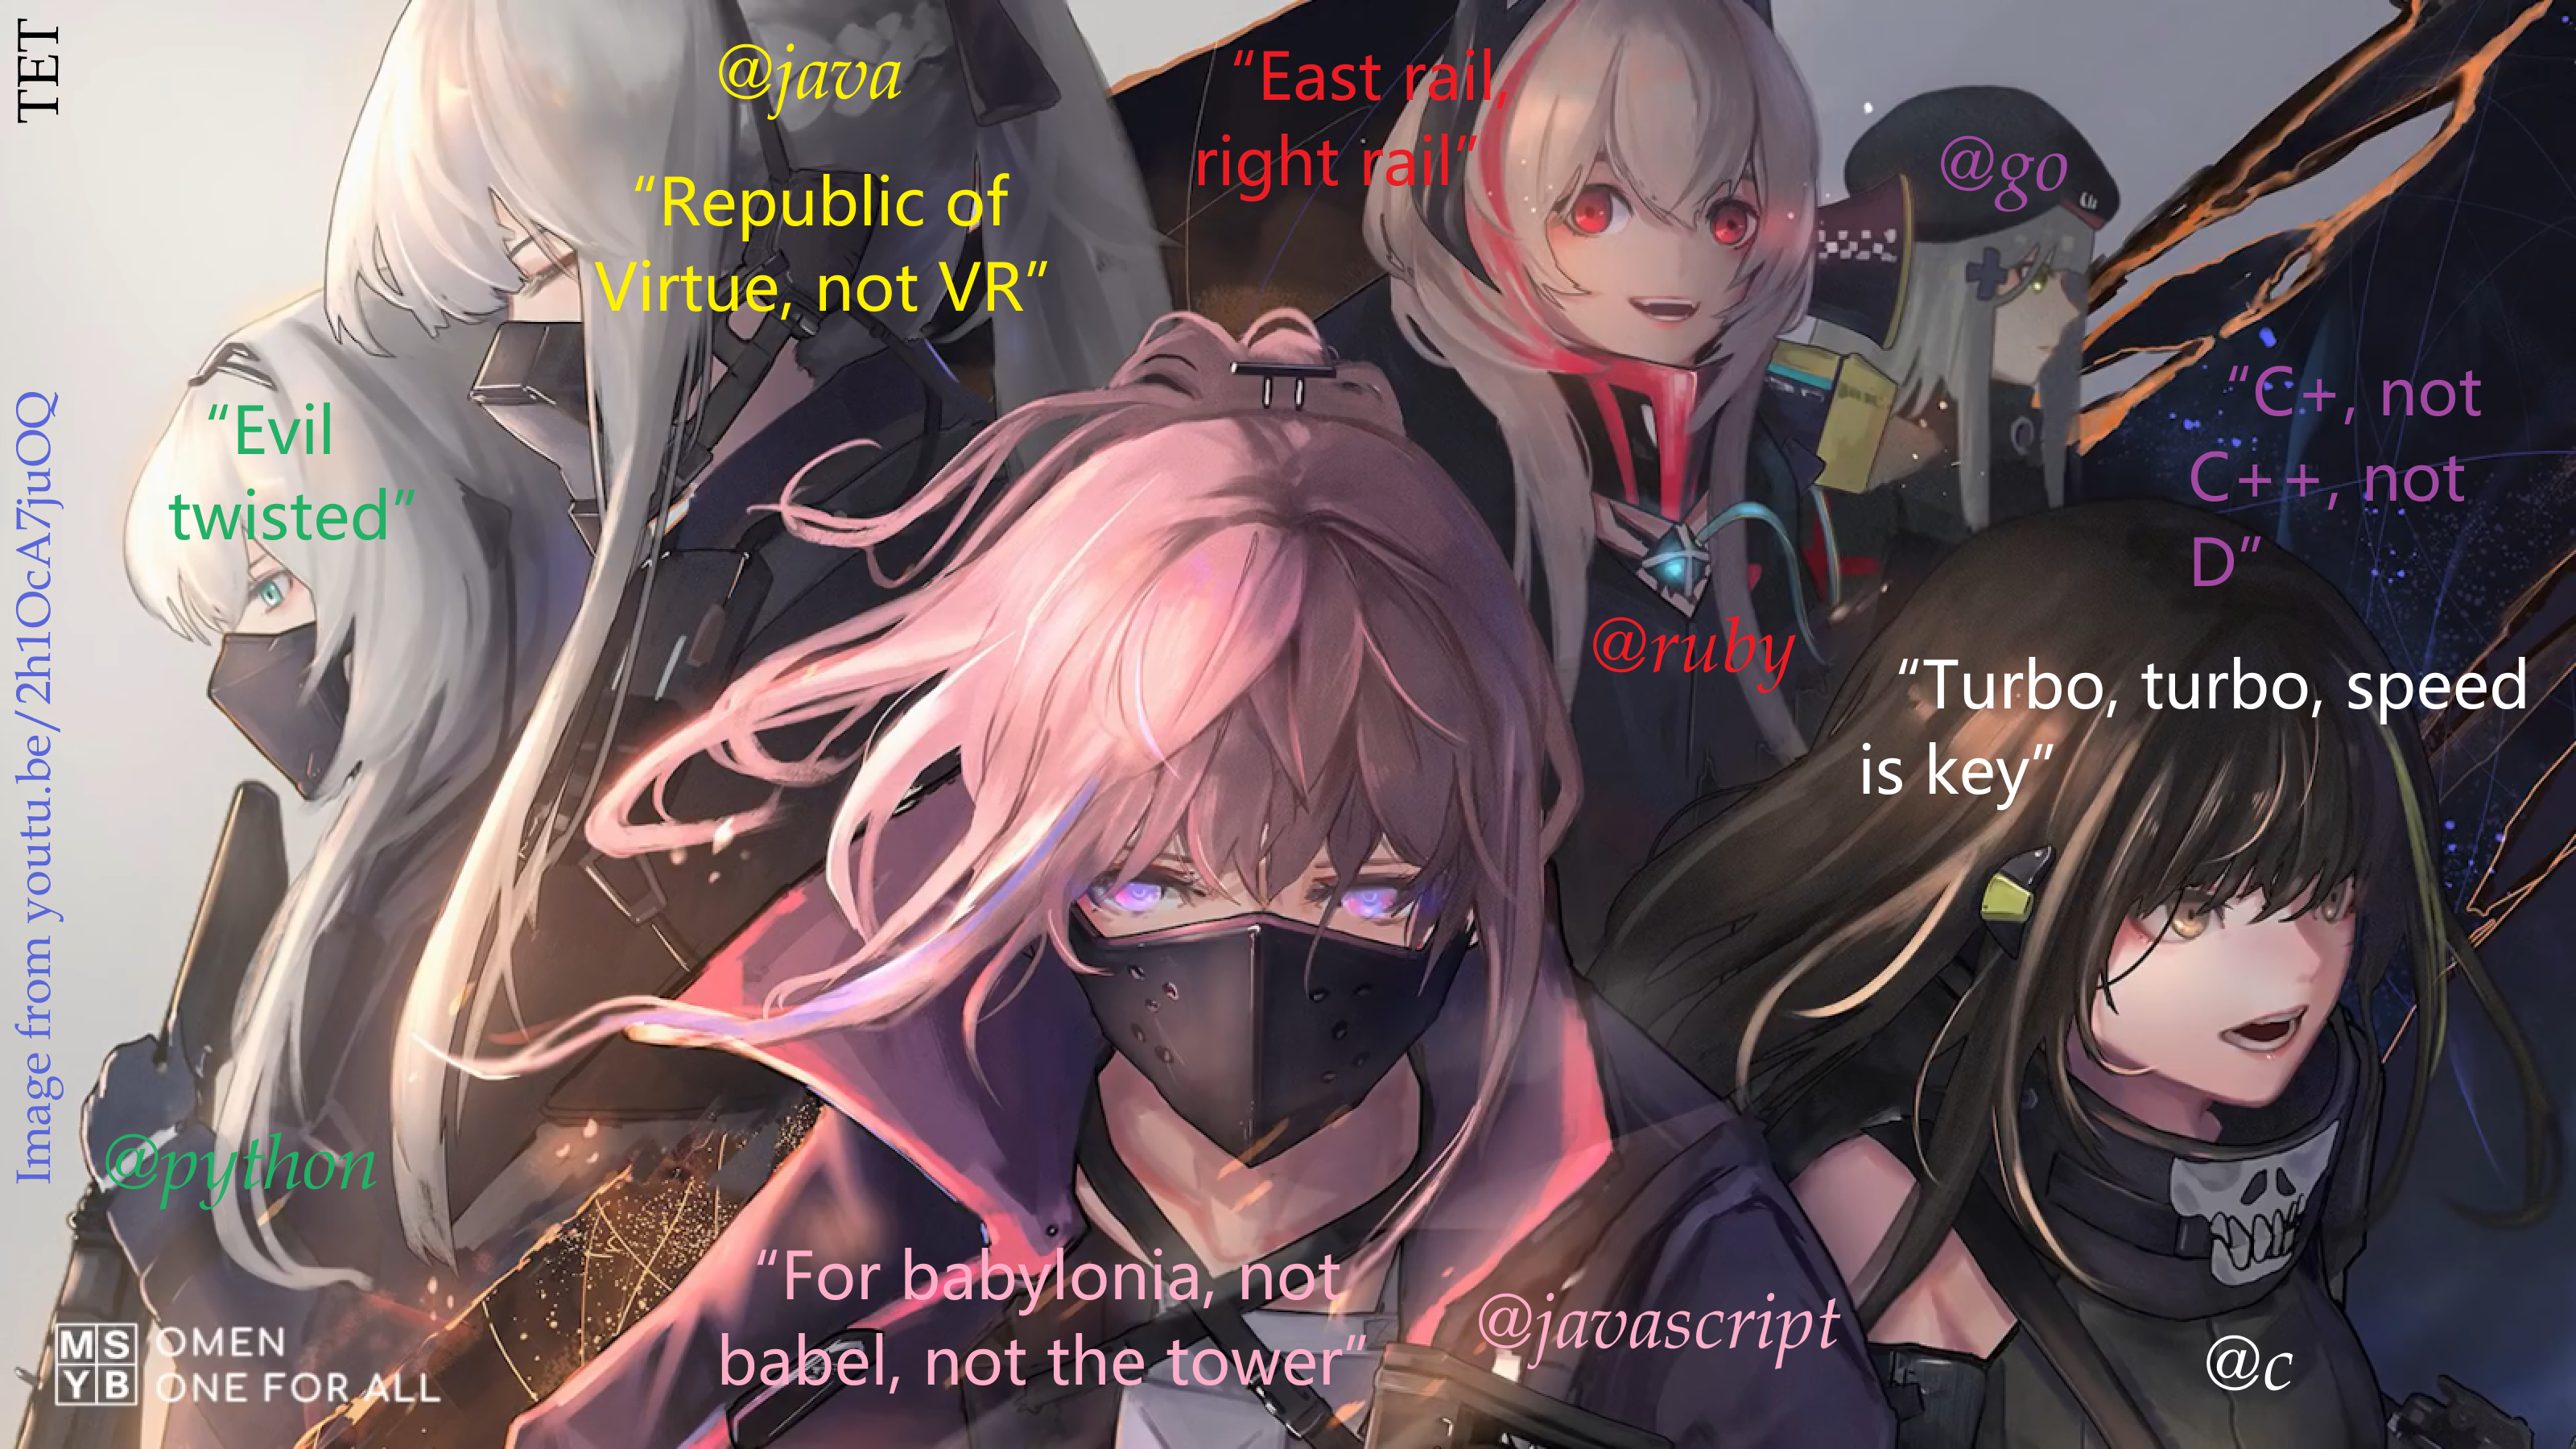 TET
Image from youtu.be/2h1OcA7juOQ
@java
“Republic of
Virtue, not VR”
“East rail,
right rail”
@go
“C+, not
C++, not
D”
“Evil
twisted”
@ruby
“Turbo, turbo, speed
is key”
@python
“For babylonia, not
babel, not the tower”
@javascript
@c
MS
YB
OMEN
ONE FOR ALL